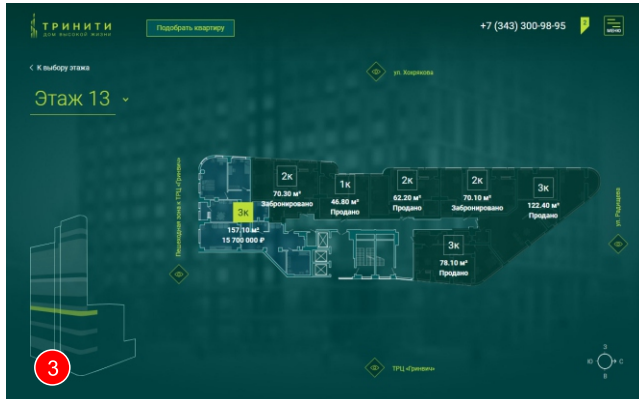 ТРИНИТИ
ДОМ ВЫСОКОЙ ЖИЗНИ
Подобрать квартиру
+7 (343) 300-98-95
2
МЕНЮ
< К выбору этажа
Этаж 13
ул. Хохрякова
Пешеходная зона к ТРЦ «Гринвич»
2к
70.30 м²
Забронировано
1к
46.80 м²
Продано
2к
62.20 м²
Продано
2к
70.10 м²
Забронировано
3к
122.40 м²
Продано
3к
157.10 м²
15 700 000 ₽
3к
78.10 м²
Продано
ул. Радищева
ТРЦ «Гринвич»
З
Ю
С
В
3